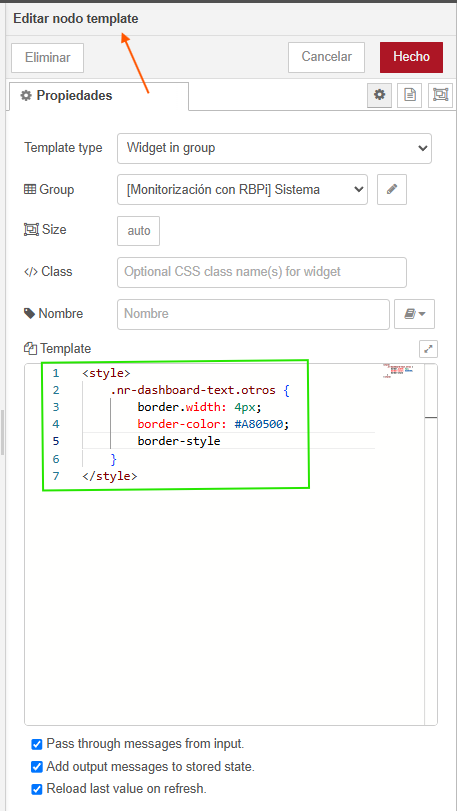 Editar nodo template
Eliminar
Cancelar
Hecho
Propiedades
Template type
Widget in group
Group
[Monitorización con RBPi] Sistema
Size
auto
</> Class
Optional CSS class name(s) for widget
Nombre
Nombre
Template
1 <style>
2 .nr-dashboard-text.otros {
3 border.width: 4px;
4 border-color: #A80500;
5 border-style
6 }
7 </style>
Pass through messages from input.
Add output messages to stored state.
Reload last value on refresh.